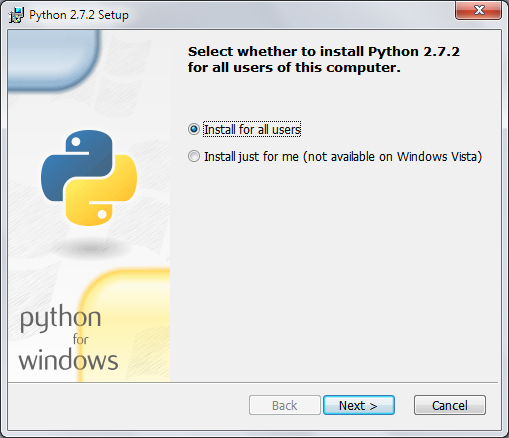 Python 2.7.2 Setup
Select whether to install Python 2.7.2
for all users of this computer.
Install for all users
Install just for me (not available on Windows Vista)
python
for
windows
Back
Next >
Cancel